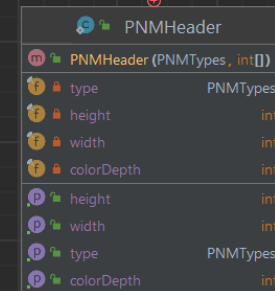 PNMHeader
m PNMHeader (PNMTypes, int[])
f type PNMTypes
f height int
f width int
f colorDepth int
p height int
p width int
p type PNMTypes
p colorDepth int